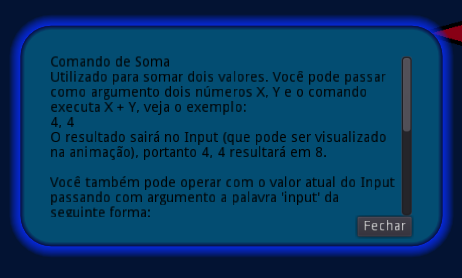 Comando de Soma
Utilizado para somar dois valores. Você pode passar
como argumento dois números X, Y e o comando
executa X + Y, veja o exemplo:
4, 4
O resultado sairá no Input (que pode ser visualizado
na animação), portanto 4, 4 resultará em 8.
Você também pode operar com o valor atual do Input
passando com argumento a palavra 'input' da
seguinte forma:
Fechar